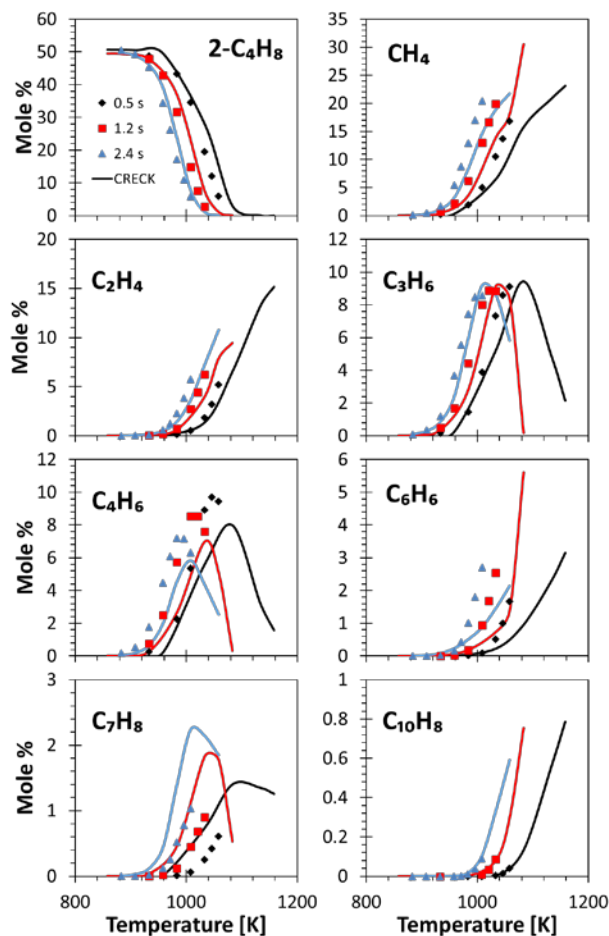 2-C₄H₈
CH₄
Mole %
60
50
40
30
20
10
0
0.5 s
1.2 s
2.4 s
CRECK
35
30
25
20
15
10
5
0
C₂H₄
C₃H₆
Mole %
20
15
10
5
0
12
10
8
6
4
2
0
C₄H₆
C₆H₆
Mole %
12
10
8
6
4
2
0
6
5
4
3
2
1
0
C₇H₈
C₁₀H₈
Mole %
3
2
1
0
1
0.8
0.6
0.4
0.2
0
800 1000 1200
800 1000 1200
Temperature [K]
Temperature [K]